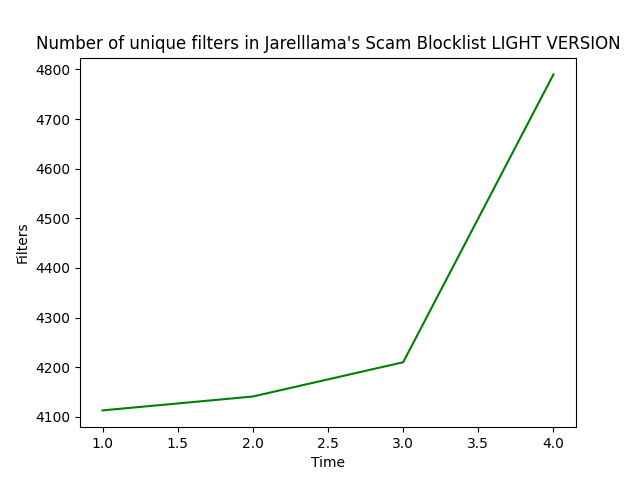 Number of unique filters in Jarelllama's Scam Blocklist LIGHT VERSION
4800
4700
4600
4500
4400
4300
4200
4100
Filters
1.0 1.5 2.0 2.5 3.0 3.5 4.0
Time